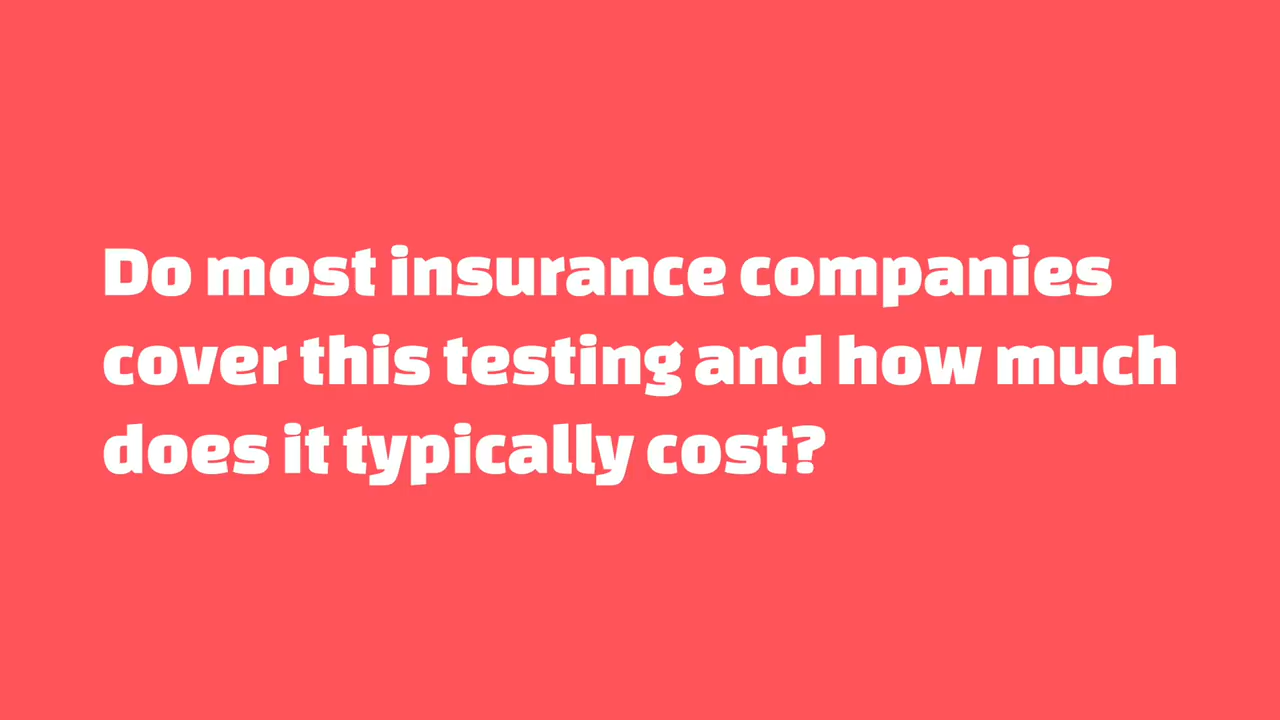 Do most insurance companies
cover this testing and how much
does it typically cost?